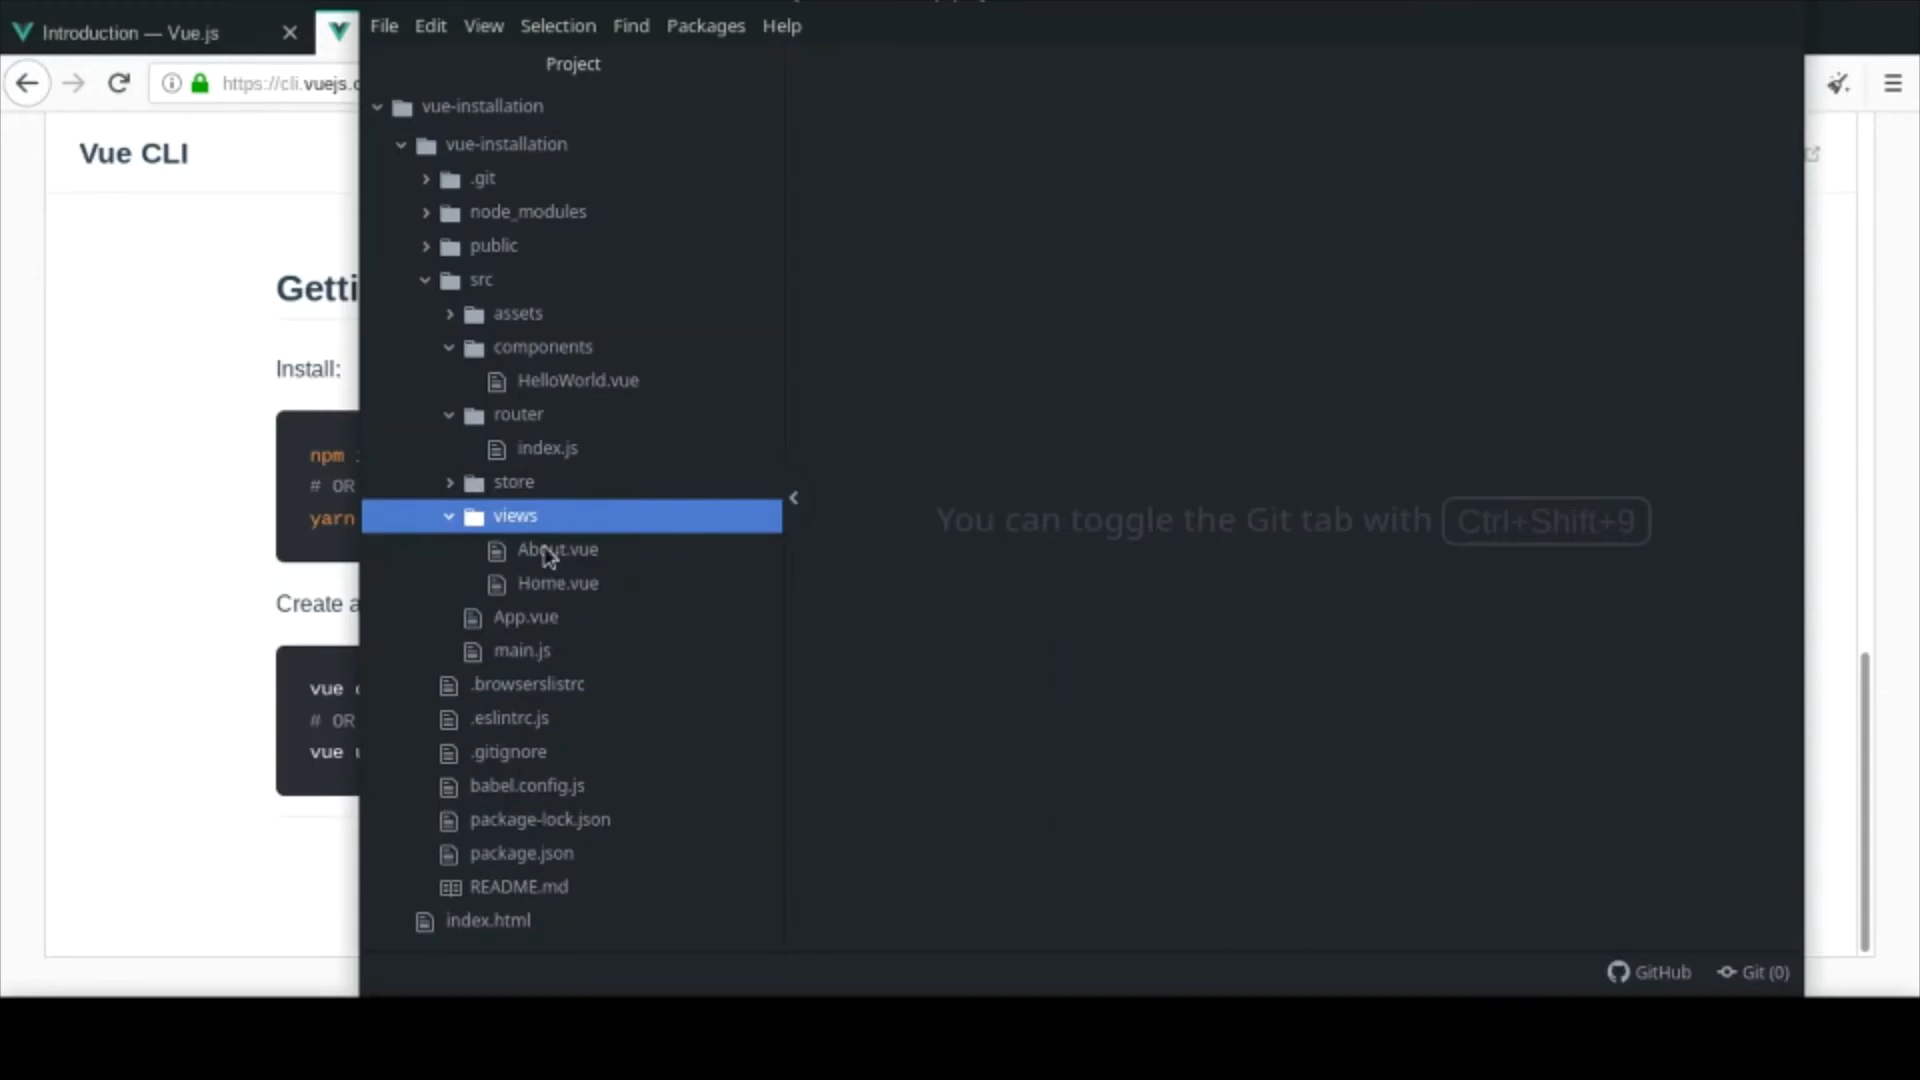 Introduction — Vue.js
File Edit View Selection Find Packages Help
Project
https://cli.vuejs.
Vue CLI
Getti
Install:
npm
# OR
yarn
Create a
vue
# OR
vue
vue-installation
vue-installation
.git
node_modules
public
src
assets
components
HelloWorld.vue
router
index.js
store
views
About.vue
Home.vue
App.vue
main.js
.browserslistrc
.eslintrc.js
.gitignore
babel.config.js
package-lock.json
package.json
README.md
index.html
You can toggle the Git tab with Ctrl+Shift+9
GitHub Git (0)